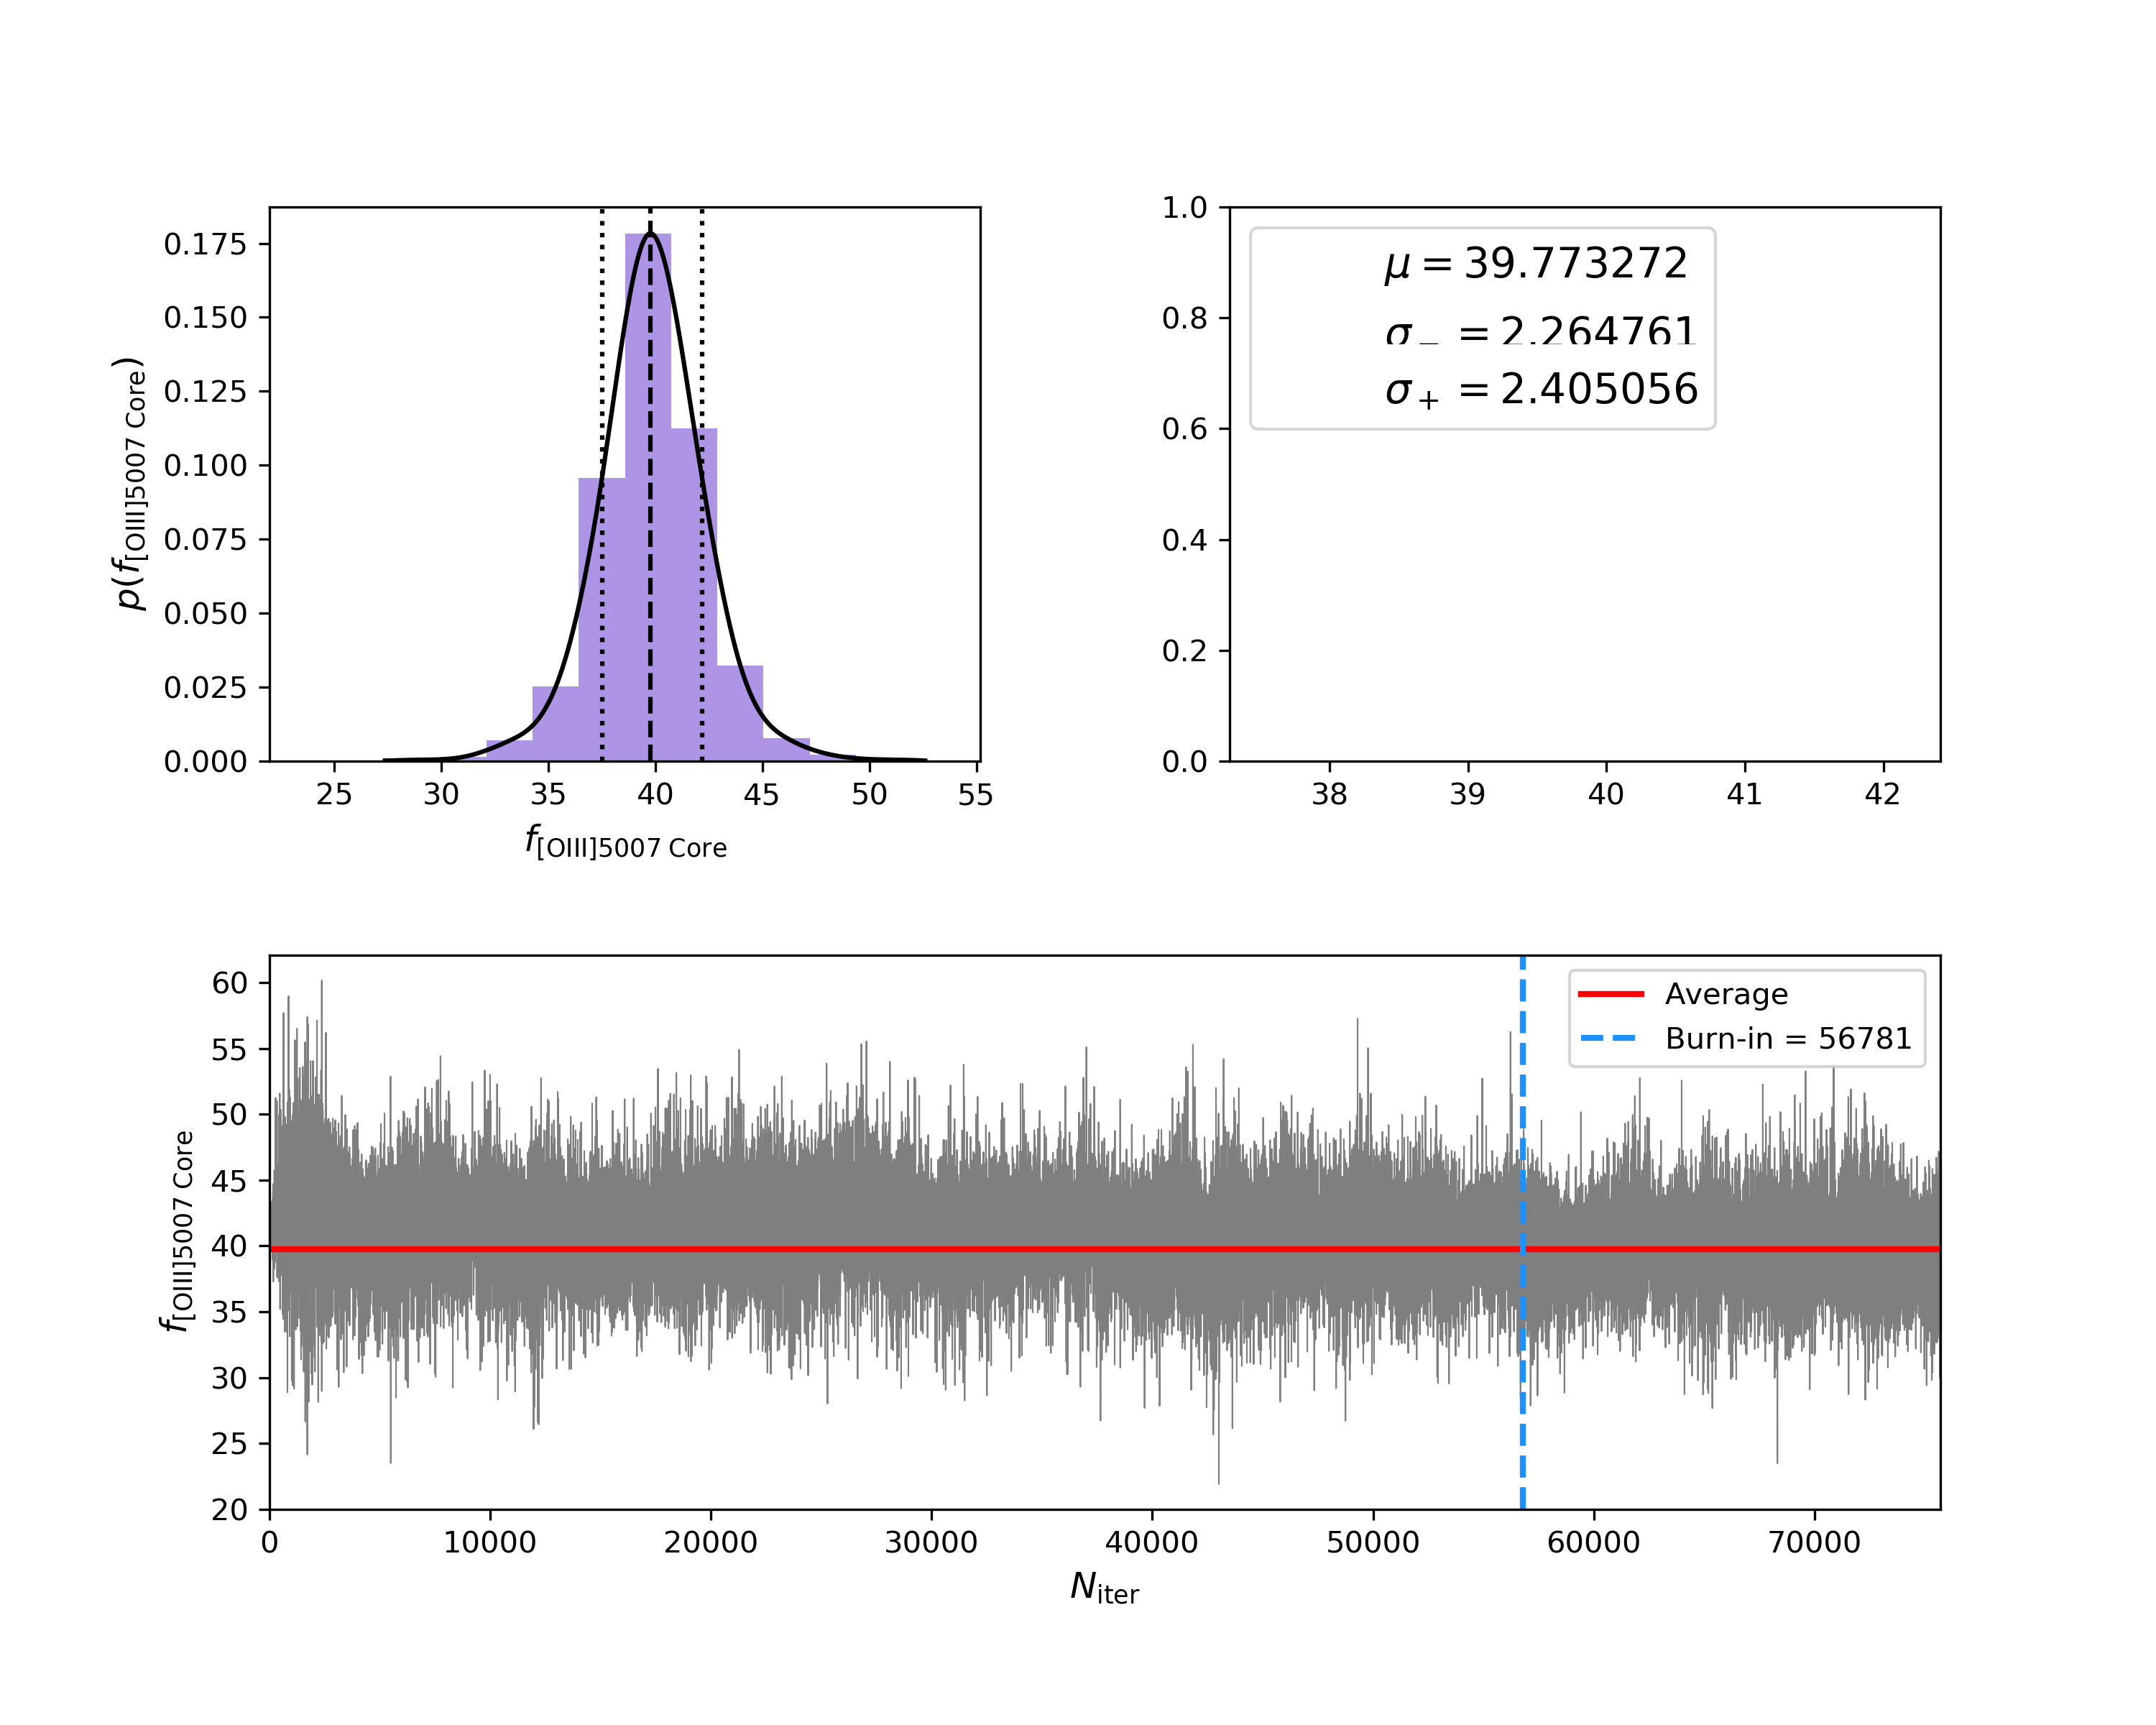 0.175
0.150
0.125
0.100
0.075
0.050
0.025
0.000
p(f[OIII]5007 Core)
25 30 35 40 45 50 55
f[OIII]5007 Core
1.0
0.8
0.6
0.4
0.2
0.0
μ = 39.773272
σ− = 2.264761
σ+ = 2.405056
38 39 40 41 42
60
55
50
45
40
35
30
25
20
f[OIII]5007 Core
Average
Burn-in = 56781
0 10000 20000 30000 40000 50000 60000 70000
Niter